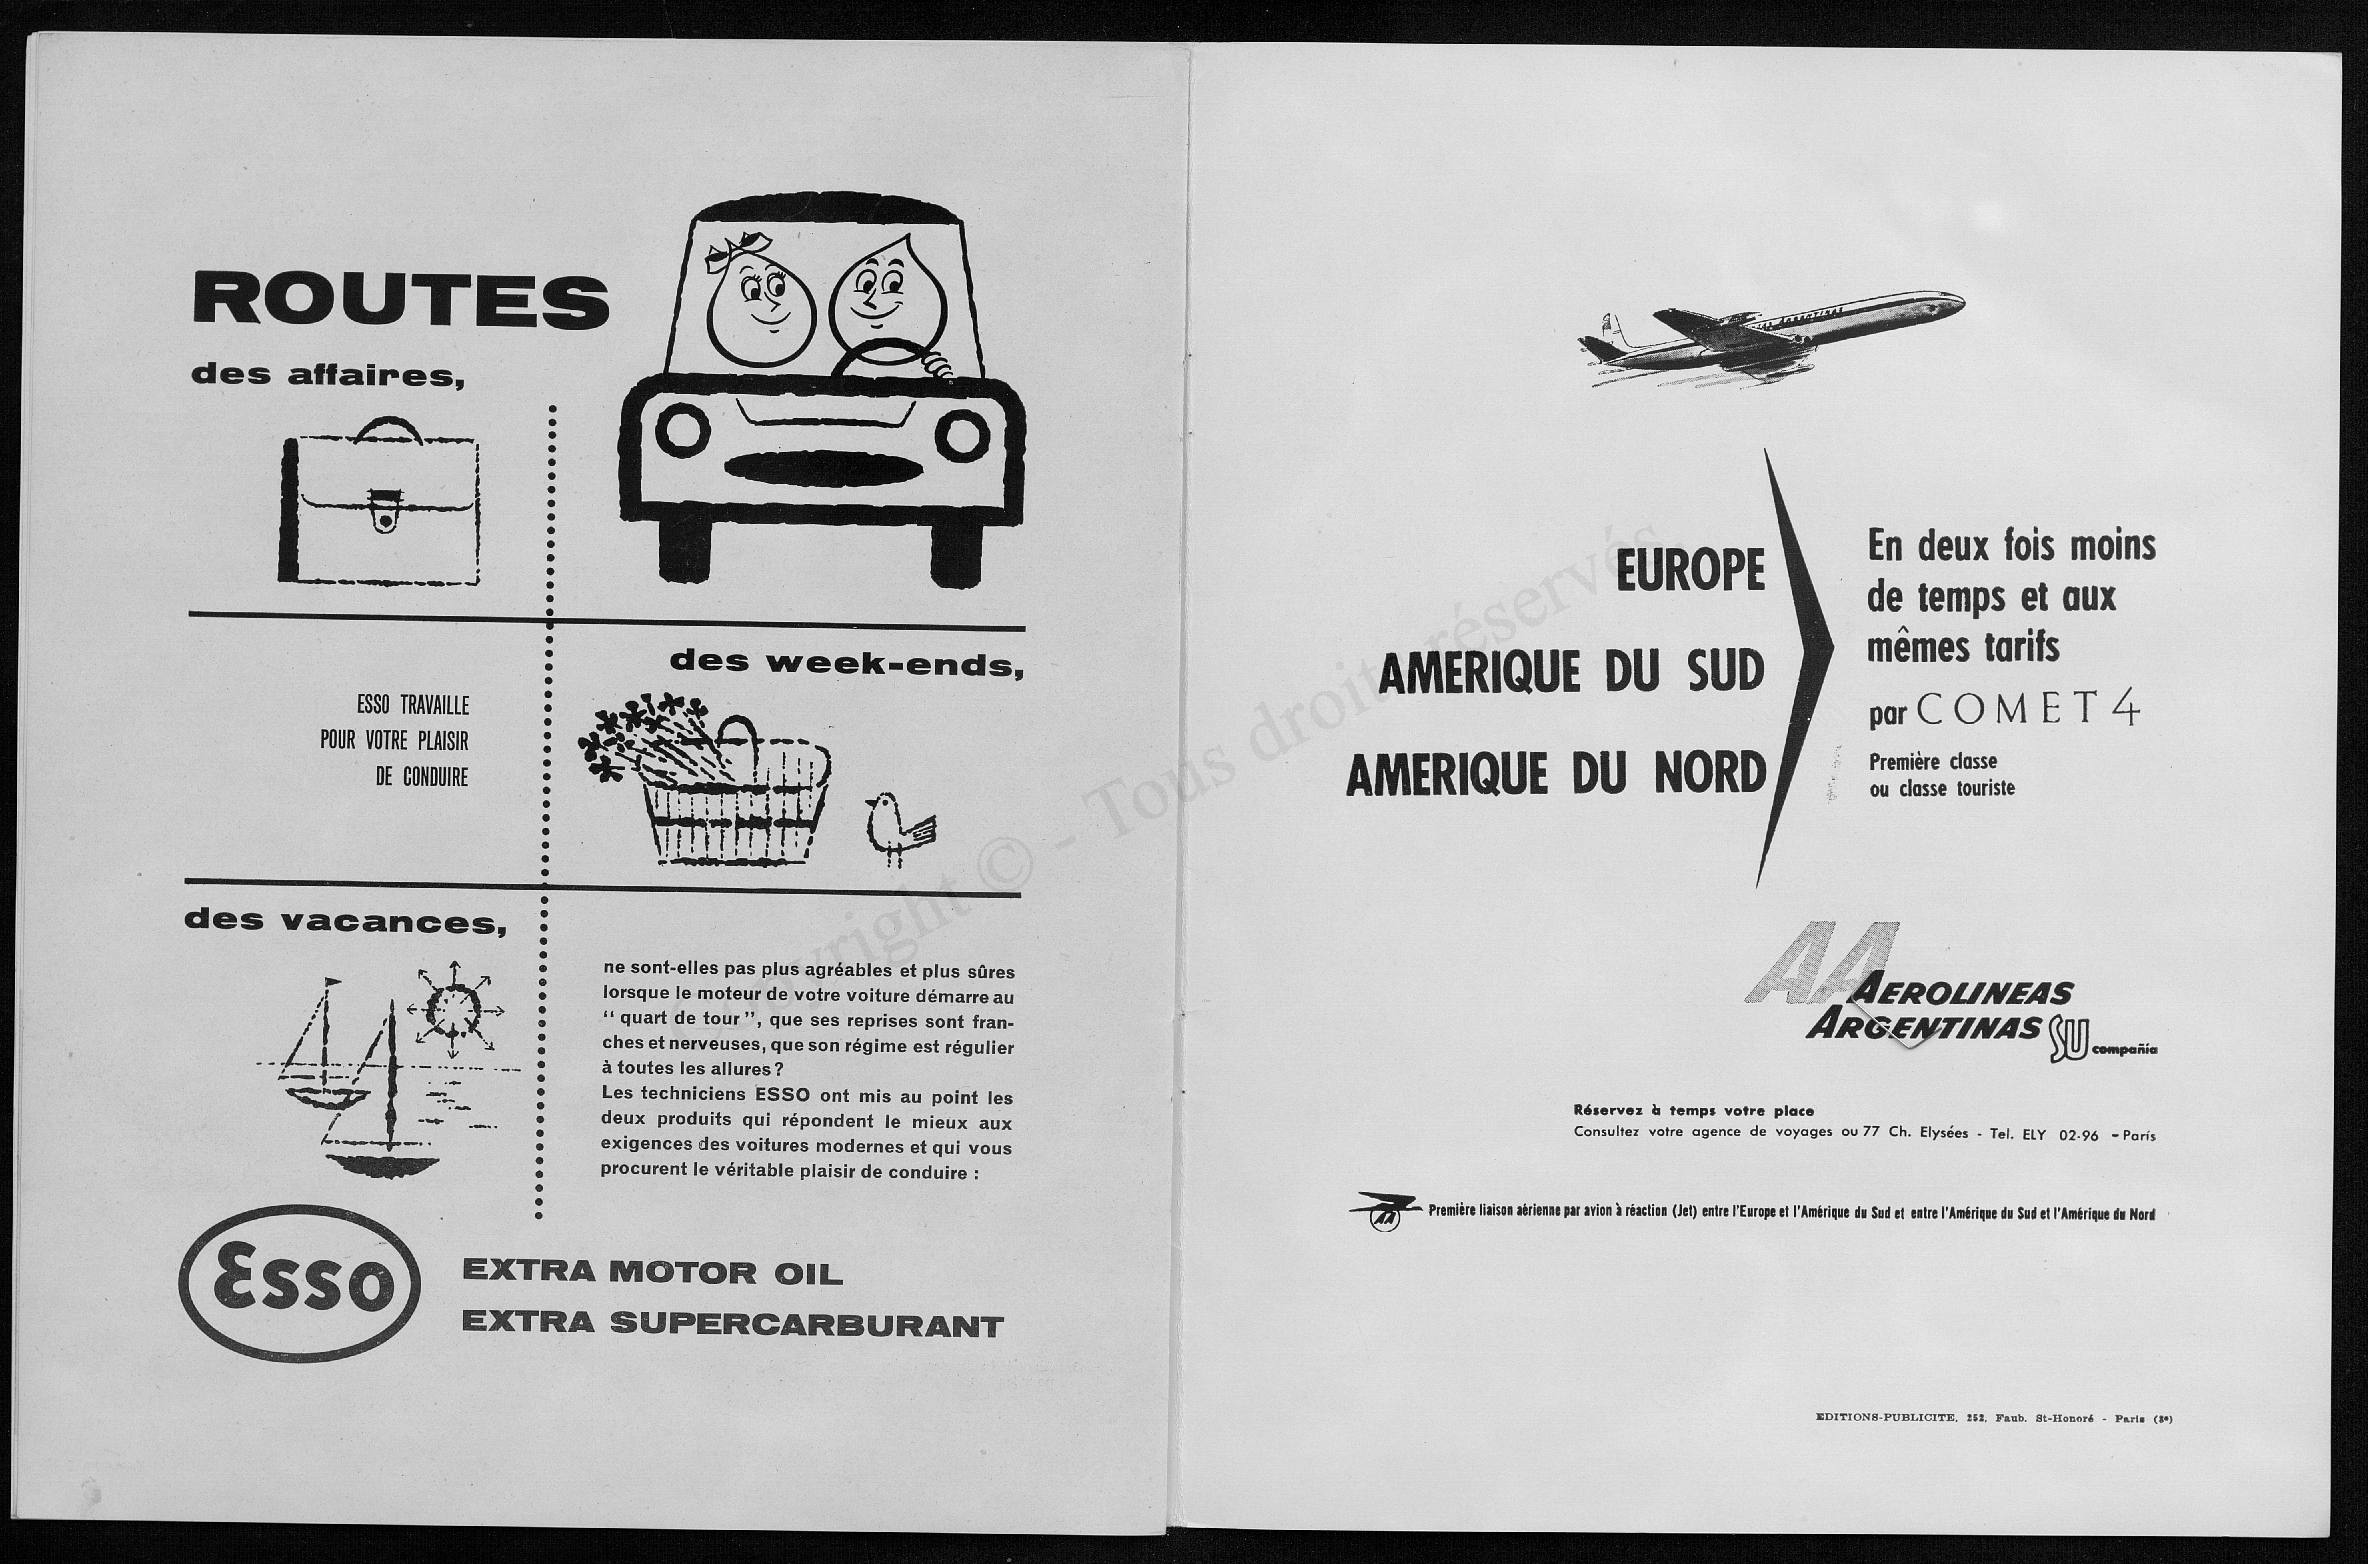 ROUTES
des affaires,
des week-ends,
ESSO TRAVAILLE
POUR VOTRE PLAISIR
DE CONDUIRE
des vacances,
ne sont-elles pas plus agréables et plus sûres
lorsque le moteur de votre voiture démarre au
“ quart de tour ”, que ses reprises sont fran-
ches et nerveuses, que son régime est régulier
à toutes les allures ?
Les techniciens ESSO ont mis au point les
deux produits qui répondent le mieux aux
exigences des voitures modernes et qui vous
procurent le véritable plaisir de conduire :
Esso
EXTRA MOTOR OIL
EXTRA SUPERCARBURANT
EUROPE
AMERIQUE DU SUD
AMERIQUE DU NORD
En deux fois moins
de temps et aux
mêmes tarifs
par COMET 4
Première classe
ou classe touriste
AA
AEROLINEAS
ARGENTINAS SU compañía
Réservez à temps votre place
Consultez votre agence de voyages ou 77 Ch. Elysées - Tel. ELY 02-96 - París
AA
Première liaison aérienne par avion à réaction (Jet) entre l'Europe et l'Amérique du Sud et entre l'Amérique du Sud et l'Amérique du Nord
EDITIONS-PUBLICITE, 252, Faub. St-Honoré - Paris (8e)
Copyright © - Tous droits réservés.